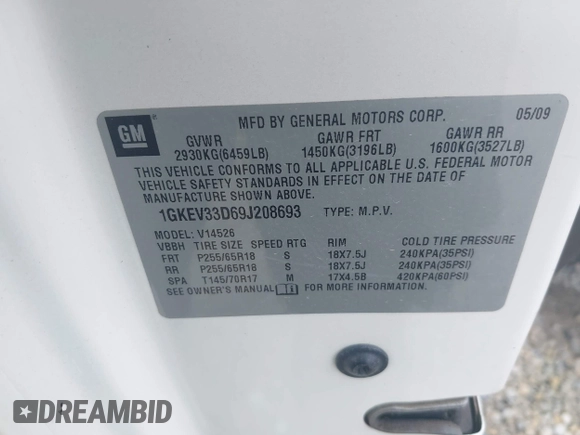 GM
MFD BY GENERAL MOTORS CORP. 05/09
GVWR GAWR FRT GAWR RR
2930KG(6459LB) 1450KG(3196LB) 1600KG(3527LB)
THIS VEHICLE CONFORMS TO ALL APPLICABLE U.S. FEDERAL MOTOR
VEHICLE SAFETY STANDARDS IN EFFECT ON THE DATE OF
MANUFACTURE SHOWN ABOVE.
1GKEV33D69J208693 TYPE: M.P.V.
MODEL: V14526
VBBH TIRE SIZE SPEED RTG RIM COLD TIRE PRESSURE
FRT P255/65R18 S 18X7.5J 240KPA(35PSI)
RR P255/65R18 S 18X7.5J 240KPA(35PSI)
SPA T145/70R17 M 17X4.5B 420KPA(60PSI)
SEE OWNER'S MANUAL FOR MORE INFORMATION.
DREAMBID